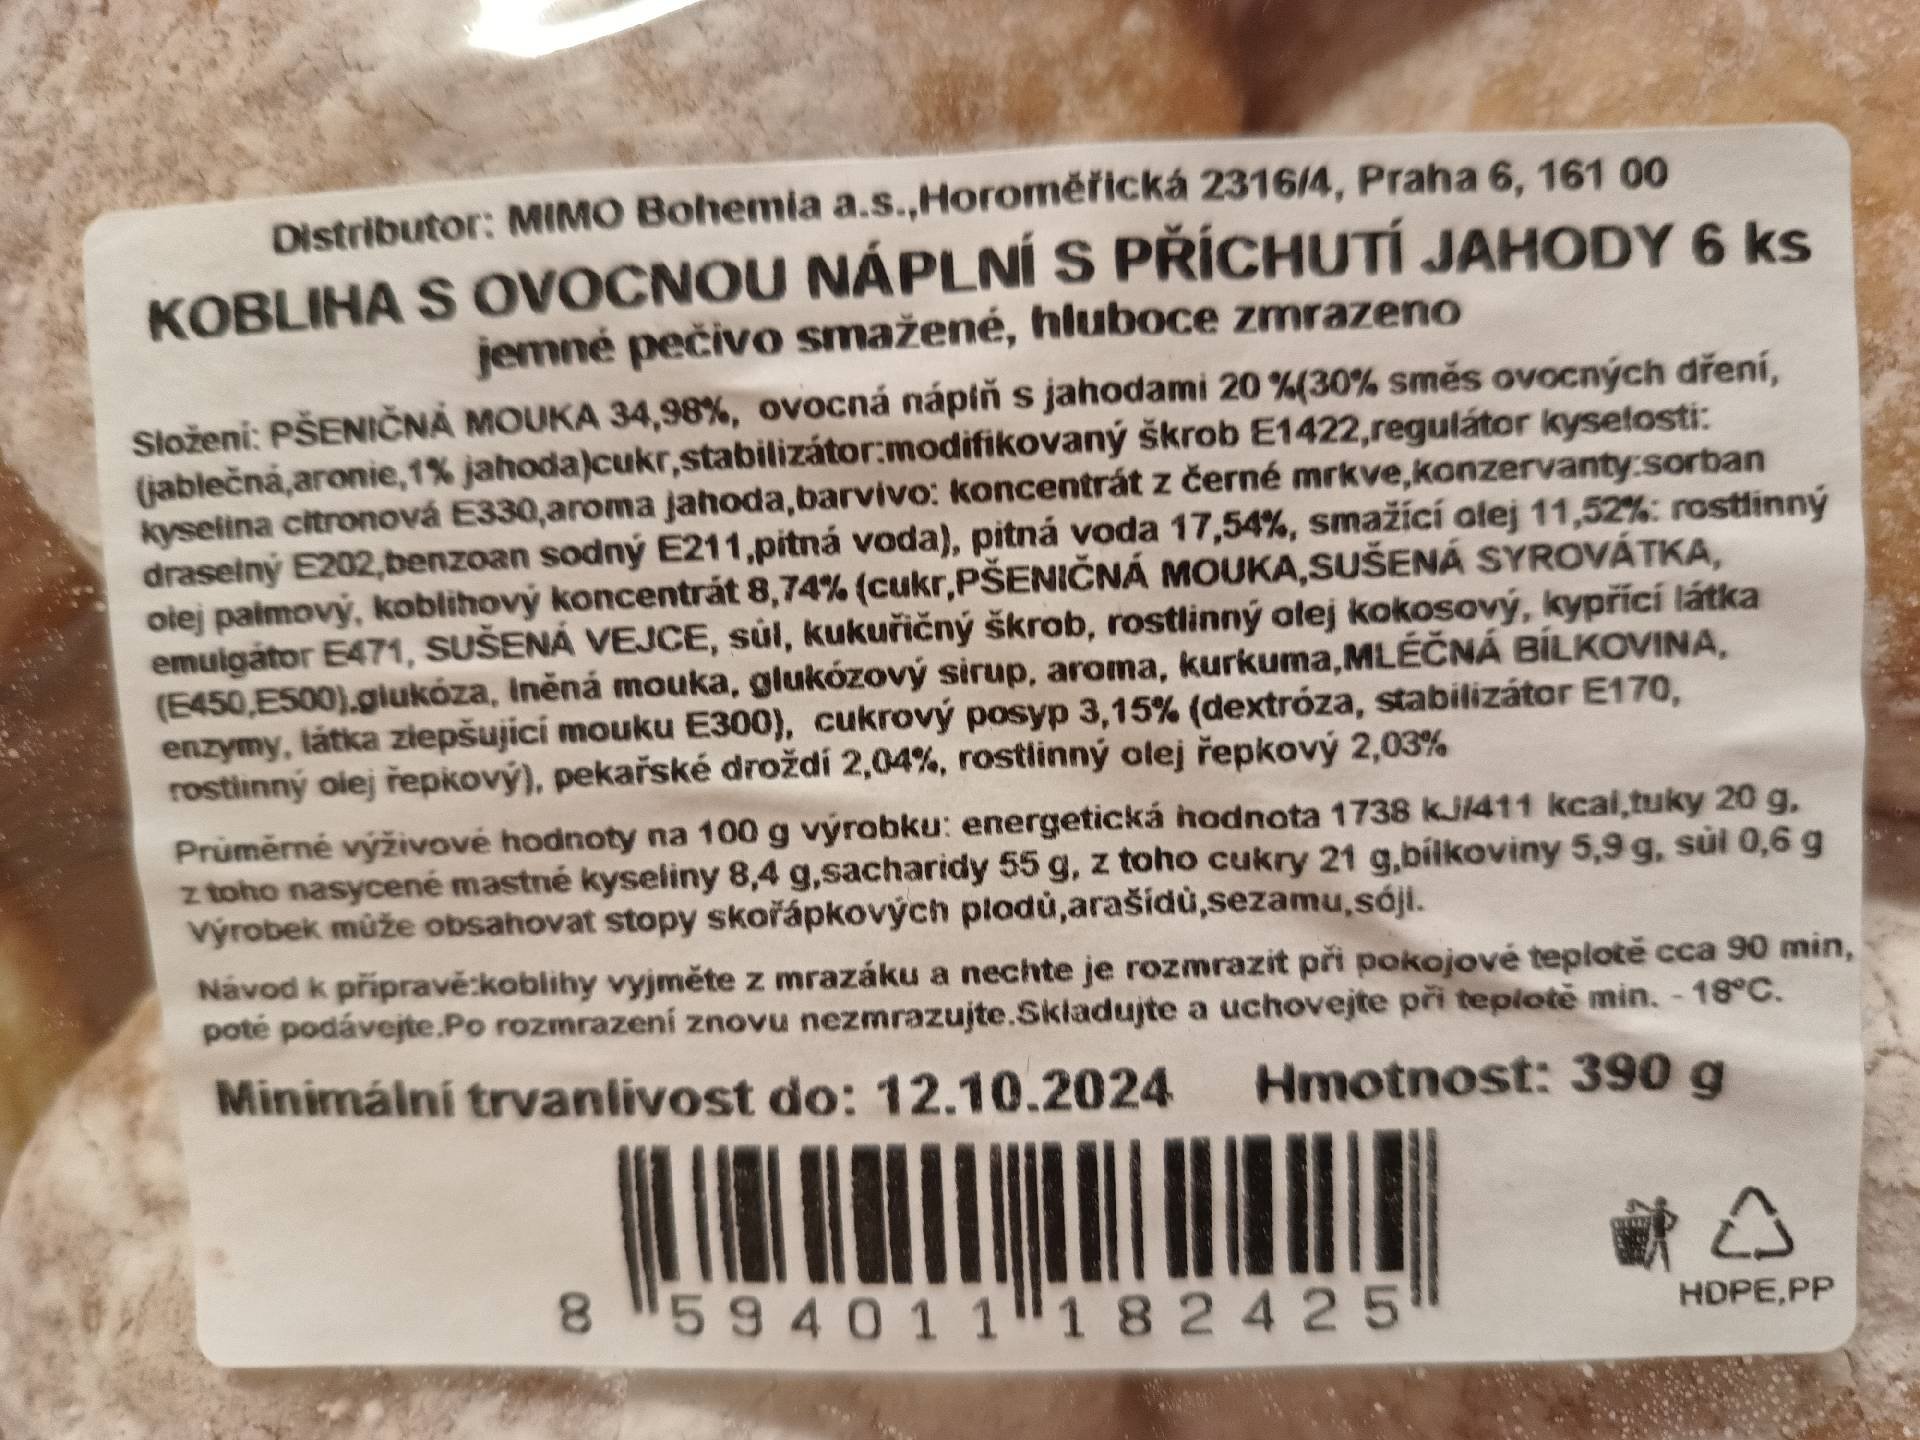 Distributor: MIMO Bohemia a.s.,Horoměřická 2316/4, Praha 6, 161 00
KOBLIHA S OVOCNOU NÁPLNÍ S PŘÍCHUTÍ JAHODY 6 ks
jemné pečivo smažené, hluboce zmrazeno
Složení: PŠENIČNÁ MOUKA 34,98%, ovocná náplň s jahodami 20 %(30% směs ovocných dření,
(jablečná,aronie,1% jahoda)cukr,stabilizátor:modifikovaný škrob E1422,regulátor kyselosti:
kyselina citronová E330,aroma jahoda,barvivo: koncentrát z černé mrkve,konzervanty:sorban
draselný E202,benzoan sodný E211,pitná voda), pitná voda 17,54%, smažící olej 11,52%: rostlinný
olej palmový, koblihový koncentrát 8,74% (cukr,PŠENIČNÁ MOUKA,SUŠENÁ SYROVÁTKA,
emulgátor E471, SUŠENÁ VEJCE, sůl, kukuřičný škrob, rostlinný olej kokosový, kypřící látka
(E450,E500),glukóza, lněná mouka, glukózový sirup, aroma, kurkuma,MLÉČNÁ BÍLKOVINA,
enzymy, látka zlepšující mouku E300), cukrový posyp 3,15% (dextróza, stabilizátor E170,
rostlinný olej řepkový), pekařské droždí 2,04%, rostlinný olej řepkový 2,03%
Průměrné výživové hodnoty na 100 g výrobku: energetická hodnota 1738 kJ/411 kcal,tuky 20 g,
z toho nasycené mastné kyseliny 8,4 g,sacharidy 55 g, z toho cukry 21 g,bílkoviny 5,9 g, sůl 0,6 g
Výrobek může obsahovat stopy skořápkových plodů,arašídů,sezamu,sóji.
Návod k přípravě:koblihy vyjměte z mrazáku a nechte je rozmrazit při pokojové teplotě cca 90 min,
poté podávejte.Po rozmrazení znovu nezmrazujte.Skladujte a uchovejte při teplotě min. - 18°C.
Minimální trvanlivost do: 12.10.2024 Hmotnost: 390 g
8 594011 182425
HDPE,PP